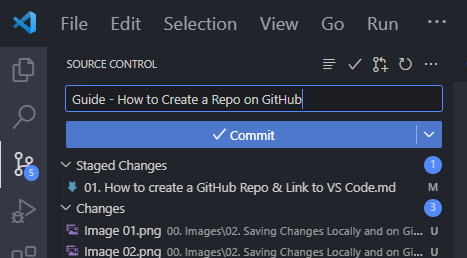 File Edit Selection View Go Run ···
SOURCE CONTROL ···
Guide - How to Create a Repo on GitHub
Commit
Staged Changes 1
01. How to create a GitHub Repo & Link to VS Code.md M
5
Changes 3
Image 01.png 00. Images\02. Saving Changes Locally and on Gi... U
Image 02.png 00. Images\02. Saving Changes Locally and on Gi... U